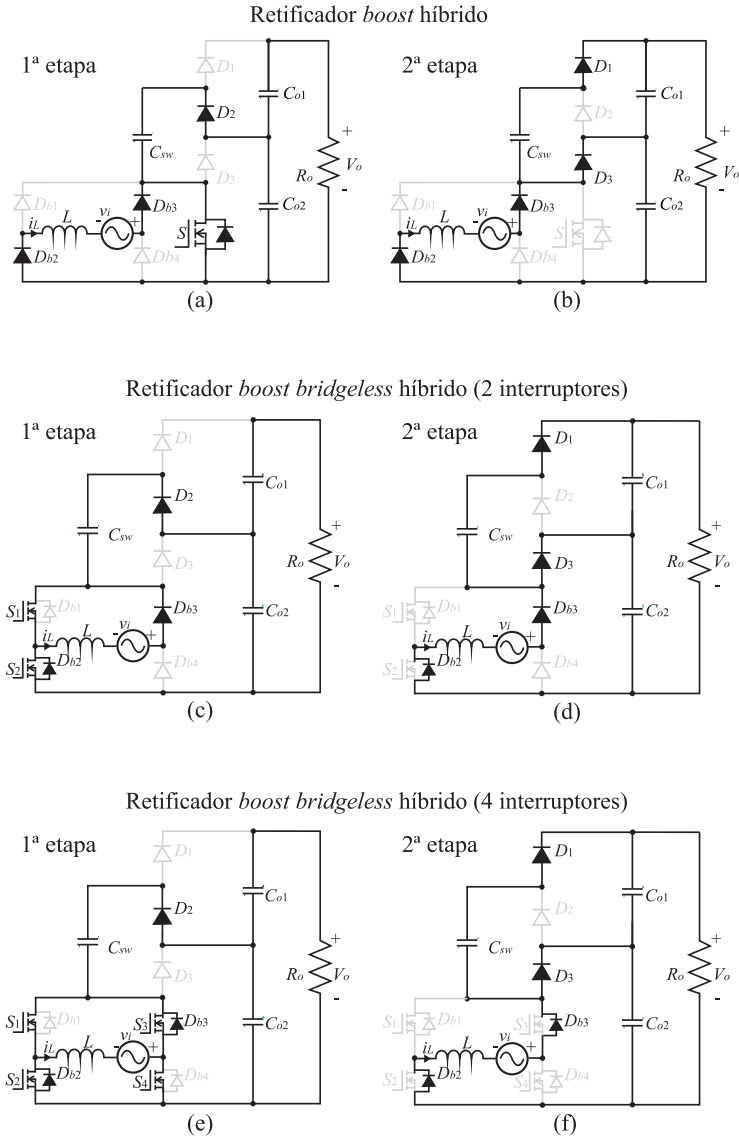 Retificador boost híbrido
1ª etapa
D1
Co1
D2
Csw
D3
Ro
+
Vo
-
Db1
Db3
Co2
iL
L
-
vi
+
S
Db2
Db4
(a)
2ª etapa
D1
Co1
D2
Csw
D3
Ro
+
Vo
-
Db1
Db3
Co2
iL
L
-
vi
+
S
Db2
Db4
(b)
Retificador boost bridgeless híbrido (2 interruptores)
1ª etapa
D1
Co1
D2
Csw
D3
Ro
+
Vo
-
S1
Db1
Db3
Co2
iL
L
-
vi
+
S2
Db2
Db4
(c)
2ª etapa
D1
Co1
D2
Csw
D3
Ro
+
Vo
-
S1
Db1
Db3
Co2
iL
L
-
vi
+
S2
Db2
Db4
(d)
Retificador boost bridgeless híbrido (4 interruptores)
1ª etapa
D1
Co1
D2
Csw
D3
Ro
+
Vo
-
S1
Db1
S3
Db3
Co2
iL
L
-
vi
+
S2
Db2
S4
Db4
(e)
2ª etapa
D1
Co1
D2
Csw
D3
Ro
+
Vo
-
S1
Db1
S3
Db3
Co2
iL
L
-
vi
+
S2
Db2
S4
Db4
(f)